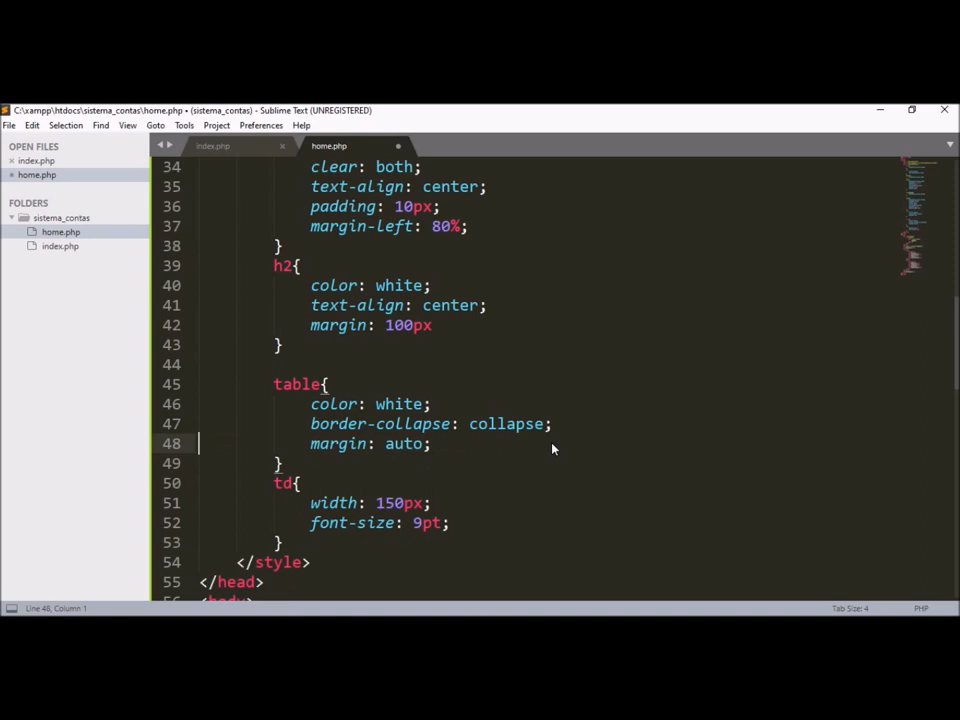 C:\xampp\htdocs\sistema_contas\home.php • (sistema_contas) - Sublime Text (UNREGISTERED)
File Edit Selection Find View Goto Tools Project Preferences Help
OPEN FILES
index.php
home.php
FOLDERS
sistema_contas
home.php
index.php
index.php home.php
34 clear: both;
35 text-align: center;
36 padding: 10px;
37 margin-left: 80%;
38 }
39 h2{
40 color: white;
41 text-align: center;
42 margin: 100px
43 }
44
45 table{
46 color: white;
47 border-collapse: collapse;
48 margin: auto;
49 }
50 td{
51 width: 150px;
52 font-size: 9pt;
53 }
54 </style>
55 </head>
56 <body>
Line 48, Column 1 Tab Size: 4 PHP